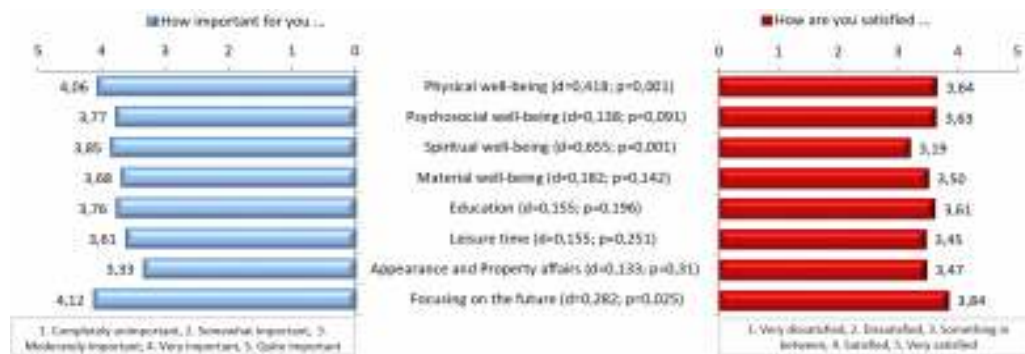 How important for you ...
How are you satisfied ...
5 4 3 2 1 0
0 1 2 3 4 5
4,06 Physical well-being (d=0,418; p=0,001) 3,64
3,77 Psychosocial well-being (d=0,138; p=0,091) 3,63
3,85 Spiritual well-being (d=0,655; p=0,001) 3,19
3,68 Material well-being (d=0,182; p=0,142) 3,50
3,76 Education (d=0,155; p=0,196) 3,61
3,61 Leisure time (d=0,155; p=0,251) 3,45
3,33 Appearance and Property affairs (d=0,133; p=0,31) 3,47
4,12 Focusing on the future (d=0,282; p=0,025) 3,84
1. Completely unimportant, 2. Somewhat important, 3.
Moderately important; 4. Very important, 5. Quite important
1. Very dissatisfied, 2. Dissatisfied, 3. Something in
between, 4. Satisfied, 5. Very satisfied